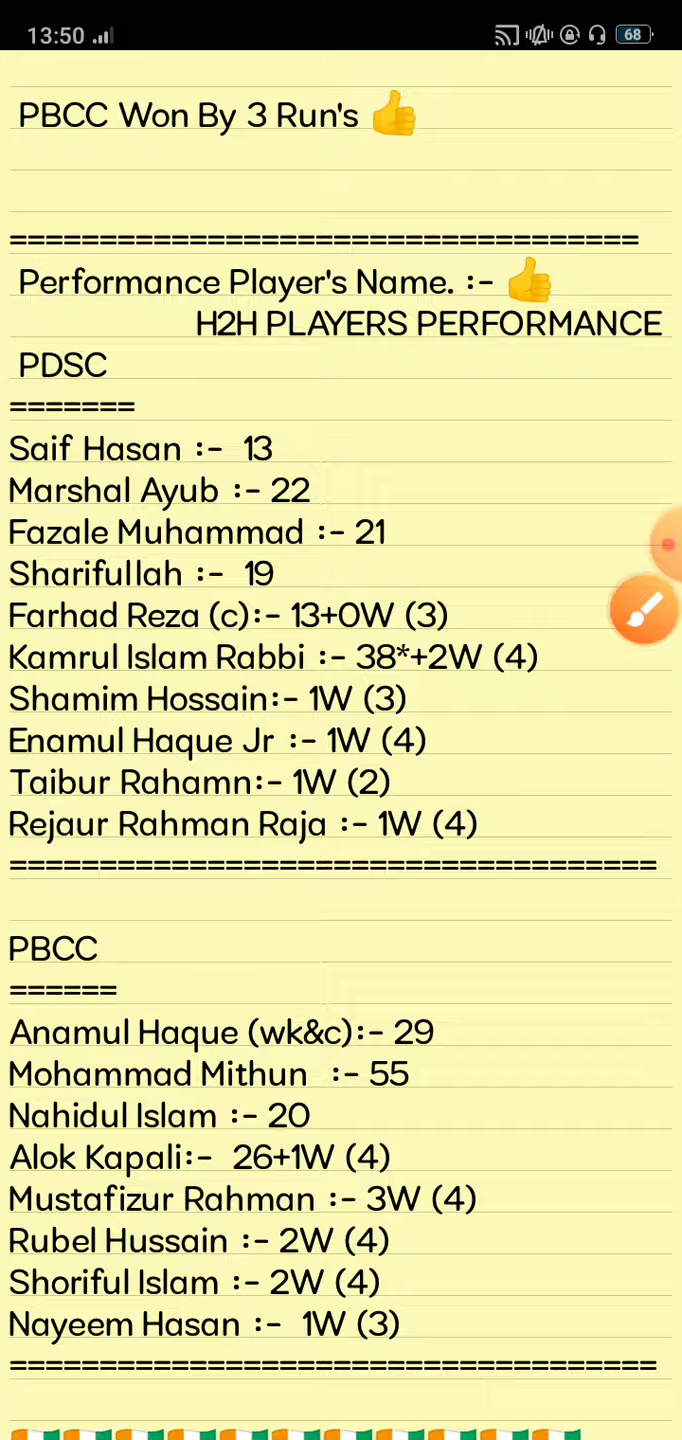 13:50
68
PBCC Won By 3 Run's 👍
===================================
Performance Player's Name. :- 👍
H2H PLAYERS PERFORMANCE
PDSC
=======
Saif Hasan :- 13
Marshal Ayub :- 22
Fazale Muhammad :- 21
Sharifullah :- 19
Farhad Reza (c):- 13+0W (3)
Kamrul Islam Rabbi :- 38*+2W (4)
Shamim Hossain:- 1W (3)
Enamul Haque Jr :- 1W (4)
Taibur Rahamn:- 1W (2)
Rejaur Rahman Raja :- 1W (4)
====================================
PBCC
======
Anamul Haque (wk&c):- 29
Mohammad Mithun :- 55
Nahidul Islam :- 20
Alok Kapali:- 26+1W (4)
Mustafizur Rahman :- 3W (4)
Rubel Hussain :- 2W (4)
Shoriful Islam :- 2W (4)
Nayeem Hasan :- 1W (3)
====================================